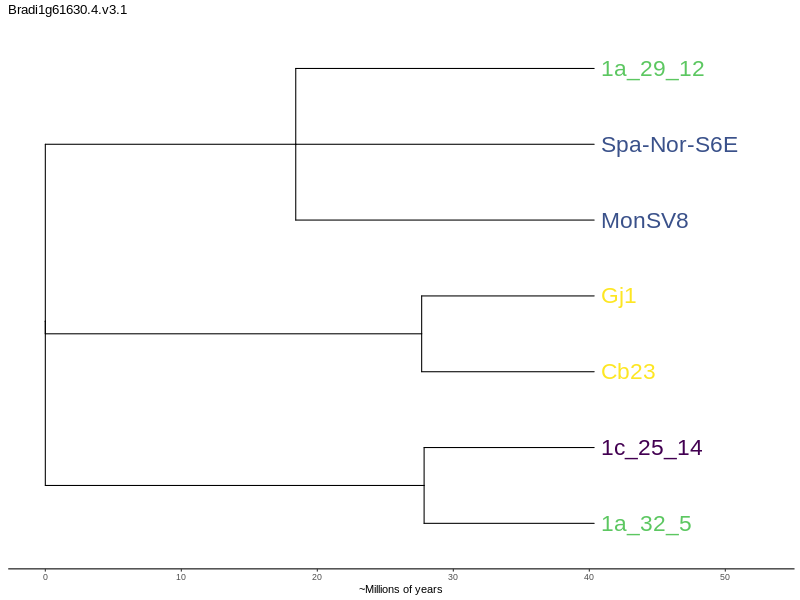 Bradi1g61630.4.v3.1
1a_29_12
Spa-Nor-S6E
MonSV8
Gj1
Cb23
1c_25_14
1a_32_5
0 10 20 30 40 50
~Millions of years